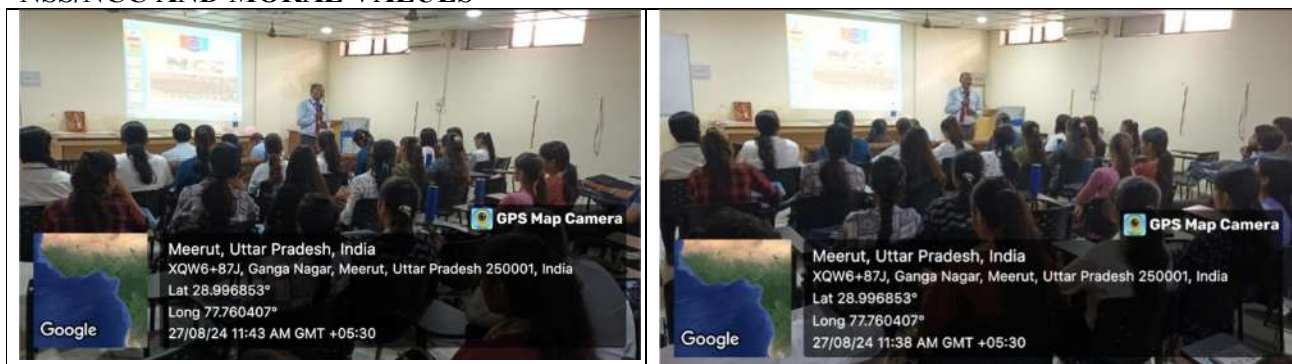 NSS/NCC AND MORAL VALUES
NCC
GPS Map Camera
Meerut, Uttar Pradesh, India
XQW6+87J, Ganga Nagar, Meerut, Uttar Pradesh 250001, India
Lat 28.996853°
Long 77.760407°
27/08/24 11:43 AM GMT +05:30
Google
NCC
GPS Map Camera
Meerut, Uttar Pradesh, India
XQW6+87J, Ganga Nagar, Meerut, Uttar Pradesh 250001, India
Lat 28.996853°
Long 77.760407°
27/08/24 11:38 AM GMT +05:30
Google